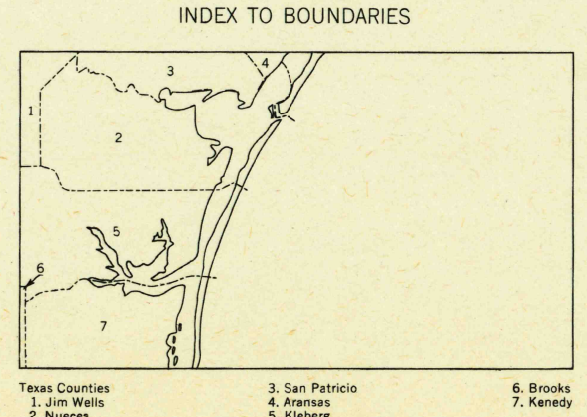 INDEX TO BOUNDARIES
3
4
1
2
5
6
7
Texas Counties
1. Jim Wells
2. Nueces
3. San Patricio
4. Aransas
5. Kleberg
6. Brooks
7. Kenedy